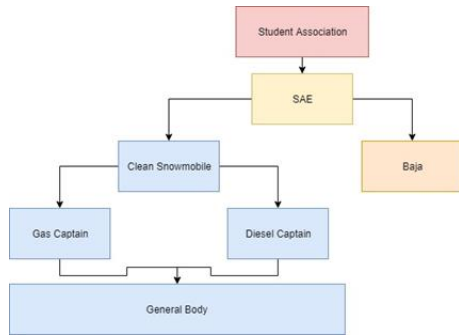 Student Association
SAE
Clean Snowmobile
Baja
Gas Captain
Diesel Captain
General Body